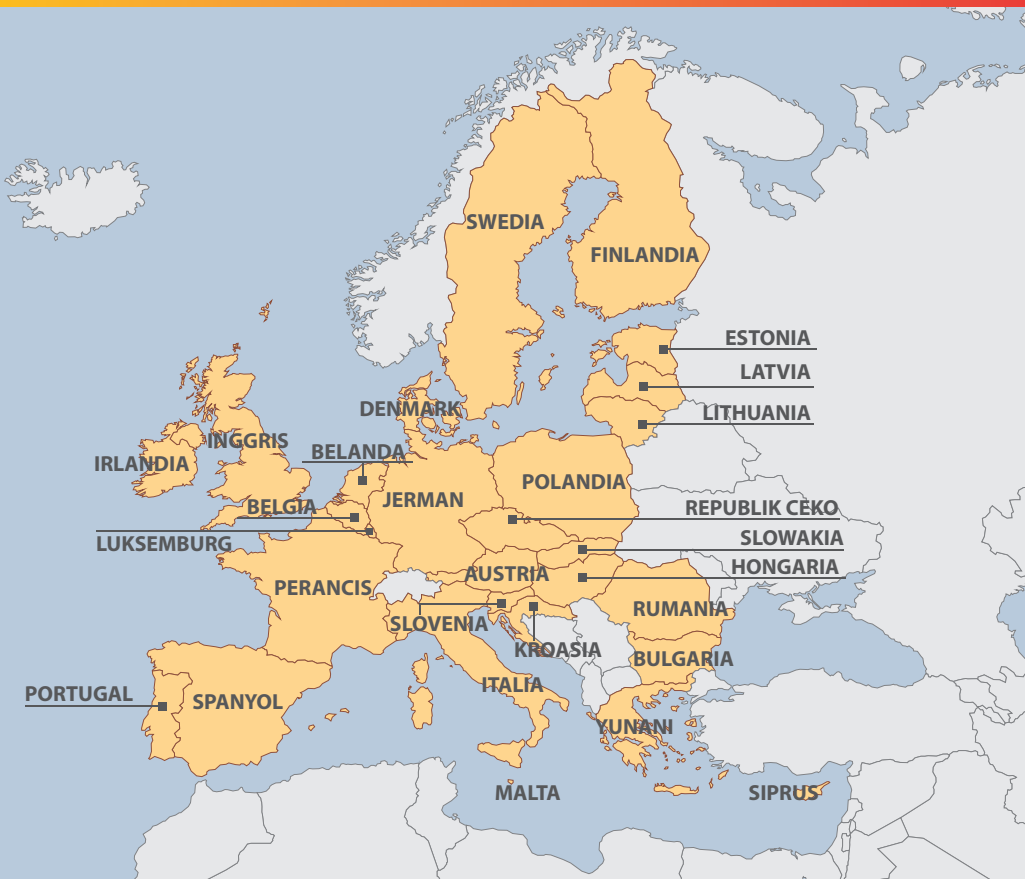 SWEDIA
FINLANDIA
ESTONIA
LATVIA
DENMARK
LITHUANIA
INGGRIS
BELANDA
IRLANDIA
POLANDIA
JERMAN
BELGIA
REPUBLIK CEKO
LUKSEMBURG
SLOWAKIA
HONGARIA
AUSTRIA
PERANCIS
RUMANIA
SLOVENIA
KROASIA
BULGARIA
ITALIA
PORTUGAL
SPANYOL
YUNANI
MALTA
SIPRUS